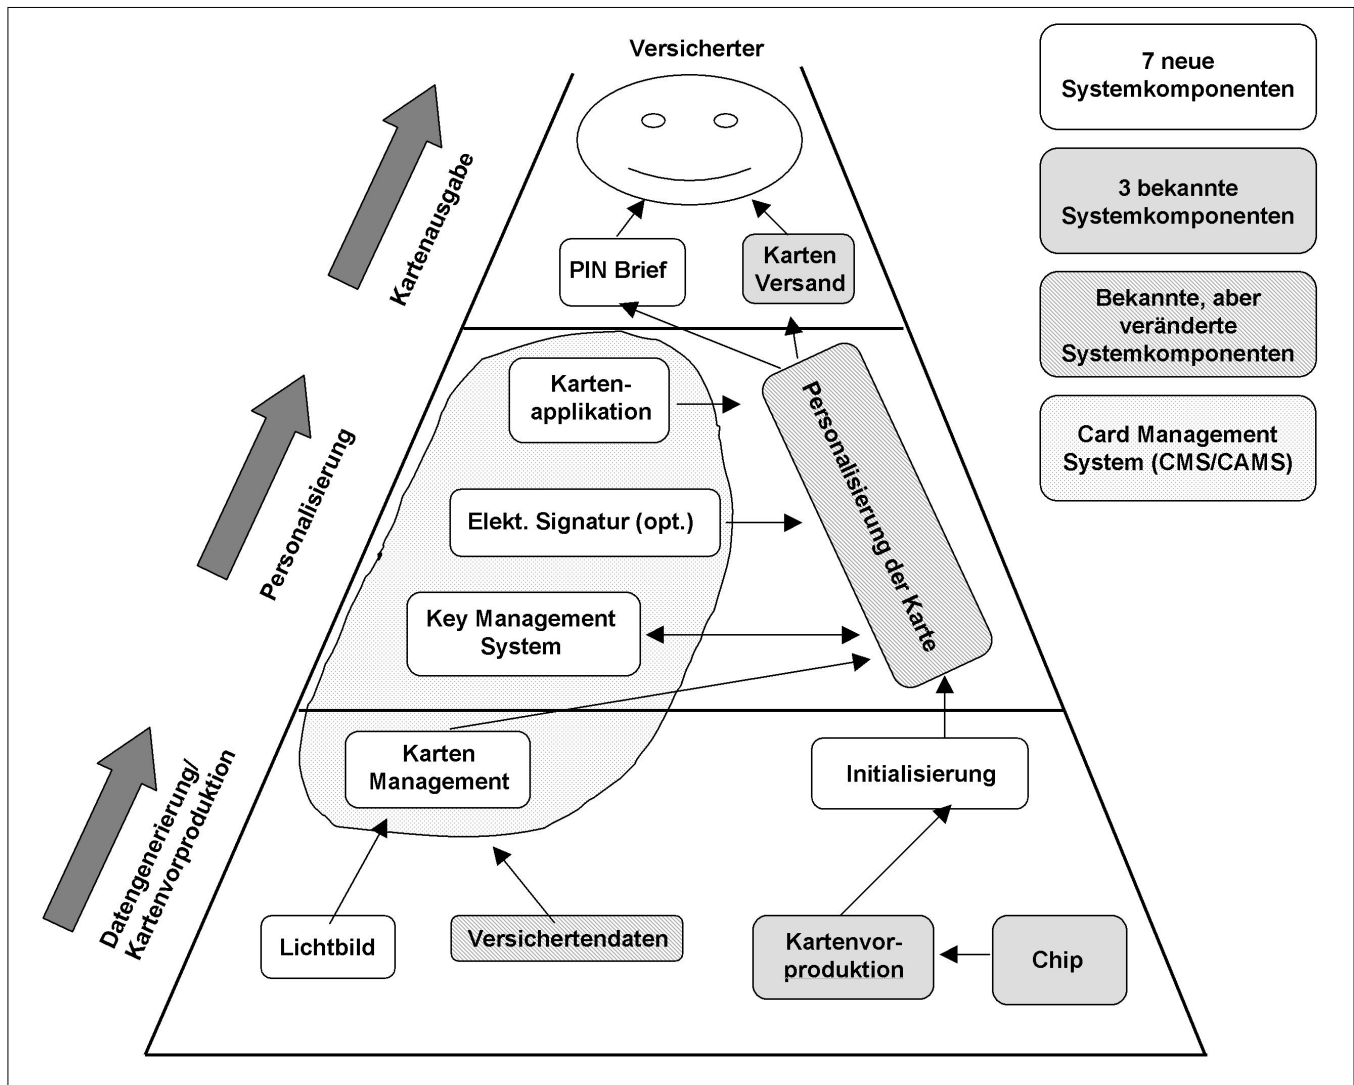 Versicherter
7 neue
Systemkomponenten
3 bekannte
Systemkomponenten
Bekannte, aber
veränderte
Systemkomponenten
Card Management
System (CMS/CAMS)
Kartenausgabe
PIN Brief
Karten
Versand
Personalisierung
Karten-
applikation
Elekt. Signatur (opt.)
Key Management
System
Personalisierung der Karte
Datengenerierung/
Kartenvorproduktion
Karten
Management
Initialisierung
Lichtbild
Versichertendaten
Kartenvor-
produktion
Chip